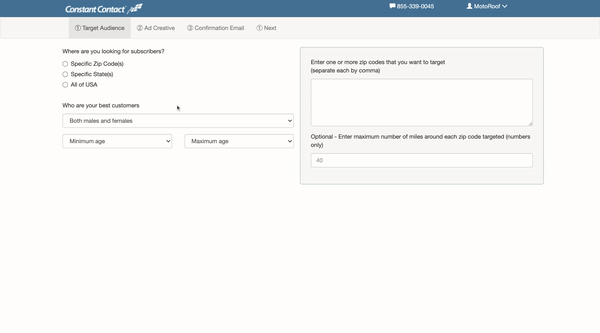 Constant Contact
855-339-0045
MotoRoof
① Target Audience
② Ad Creative
③ Confirmation Email
① Next
Where are you looking for subscribers?
Specific Zip Code(s)
Specific State(s)
All of USA
Who are your best customers
Both males and females
Minimum age
Maximum age
Enter one or more zip codes that you want to target
(separate each by comma)
Optional - Enter maximum number of miles around each zip code targeted (numbers
only)
40